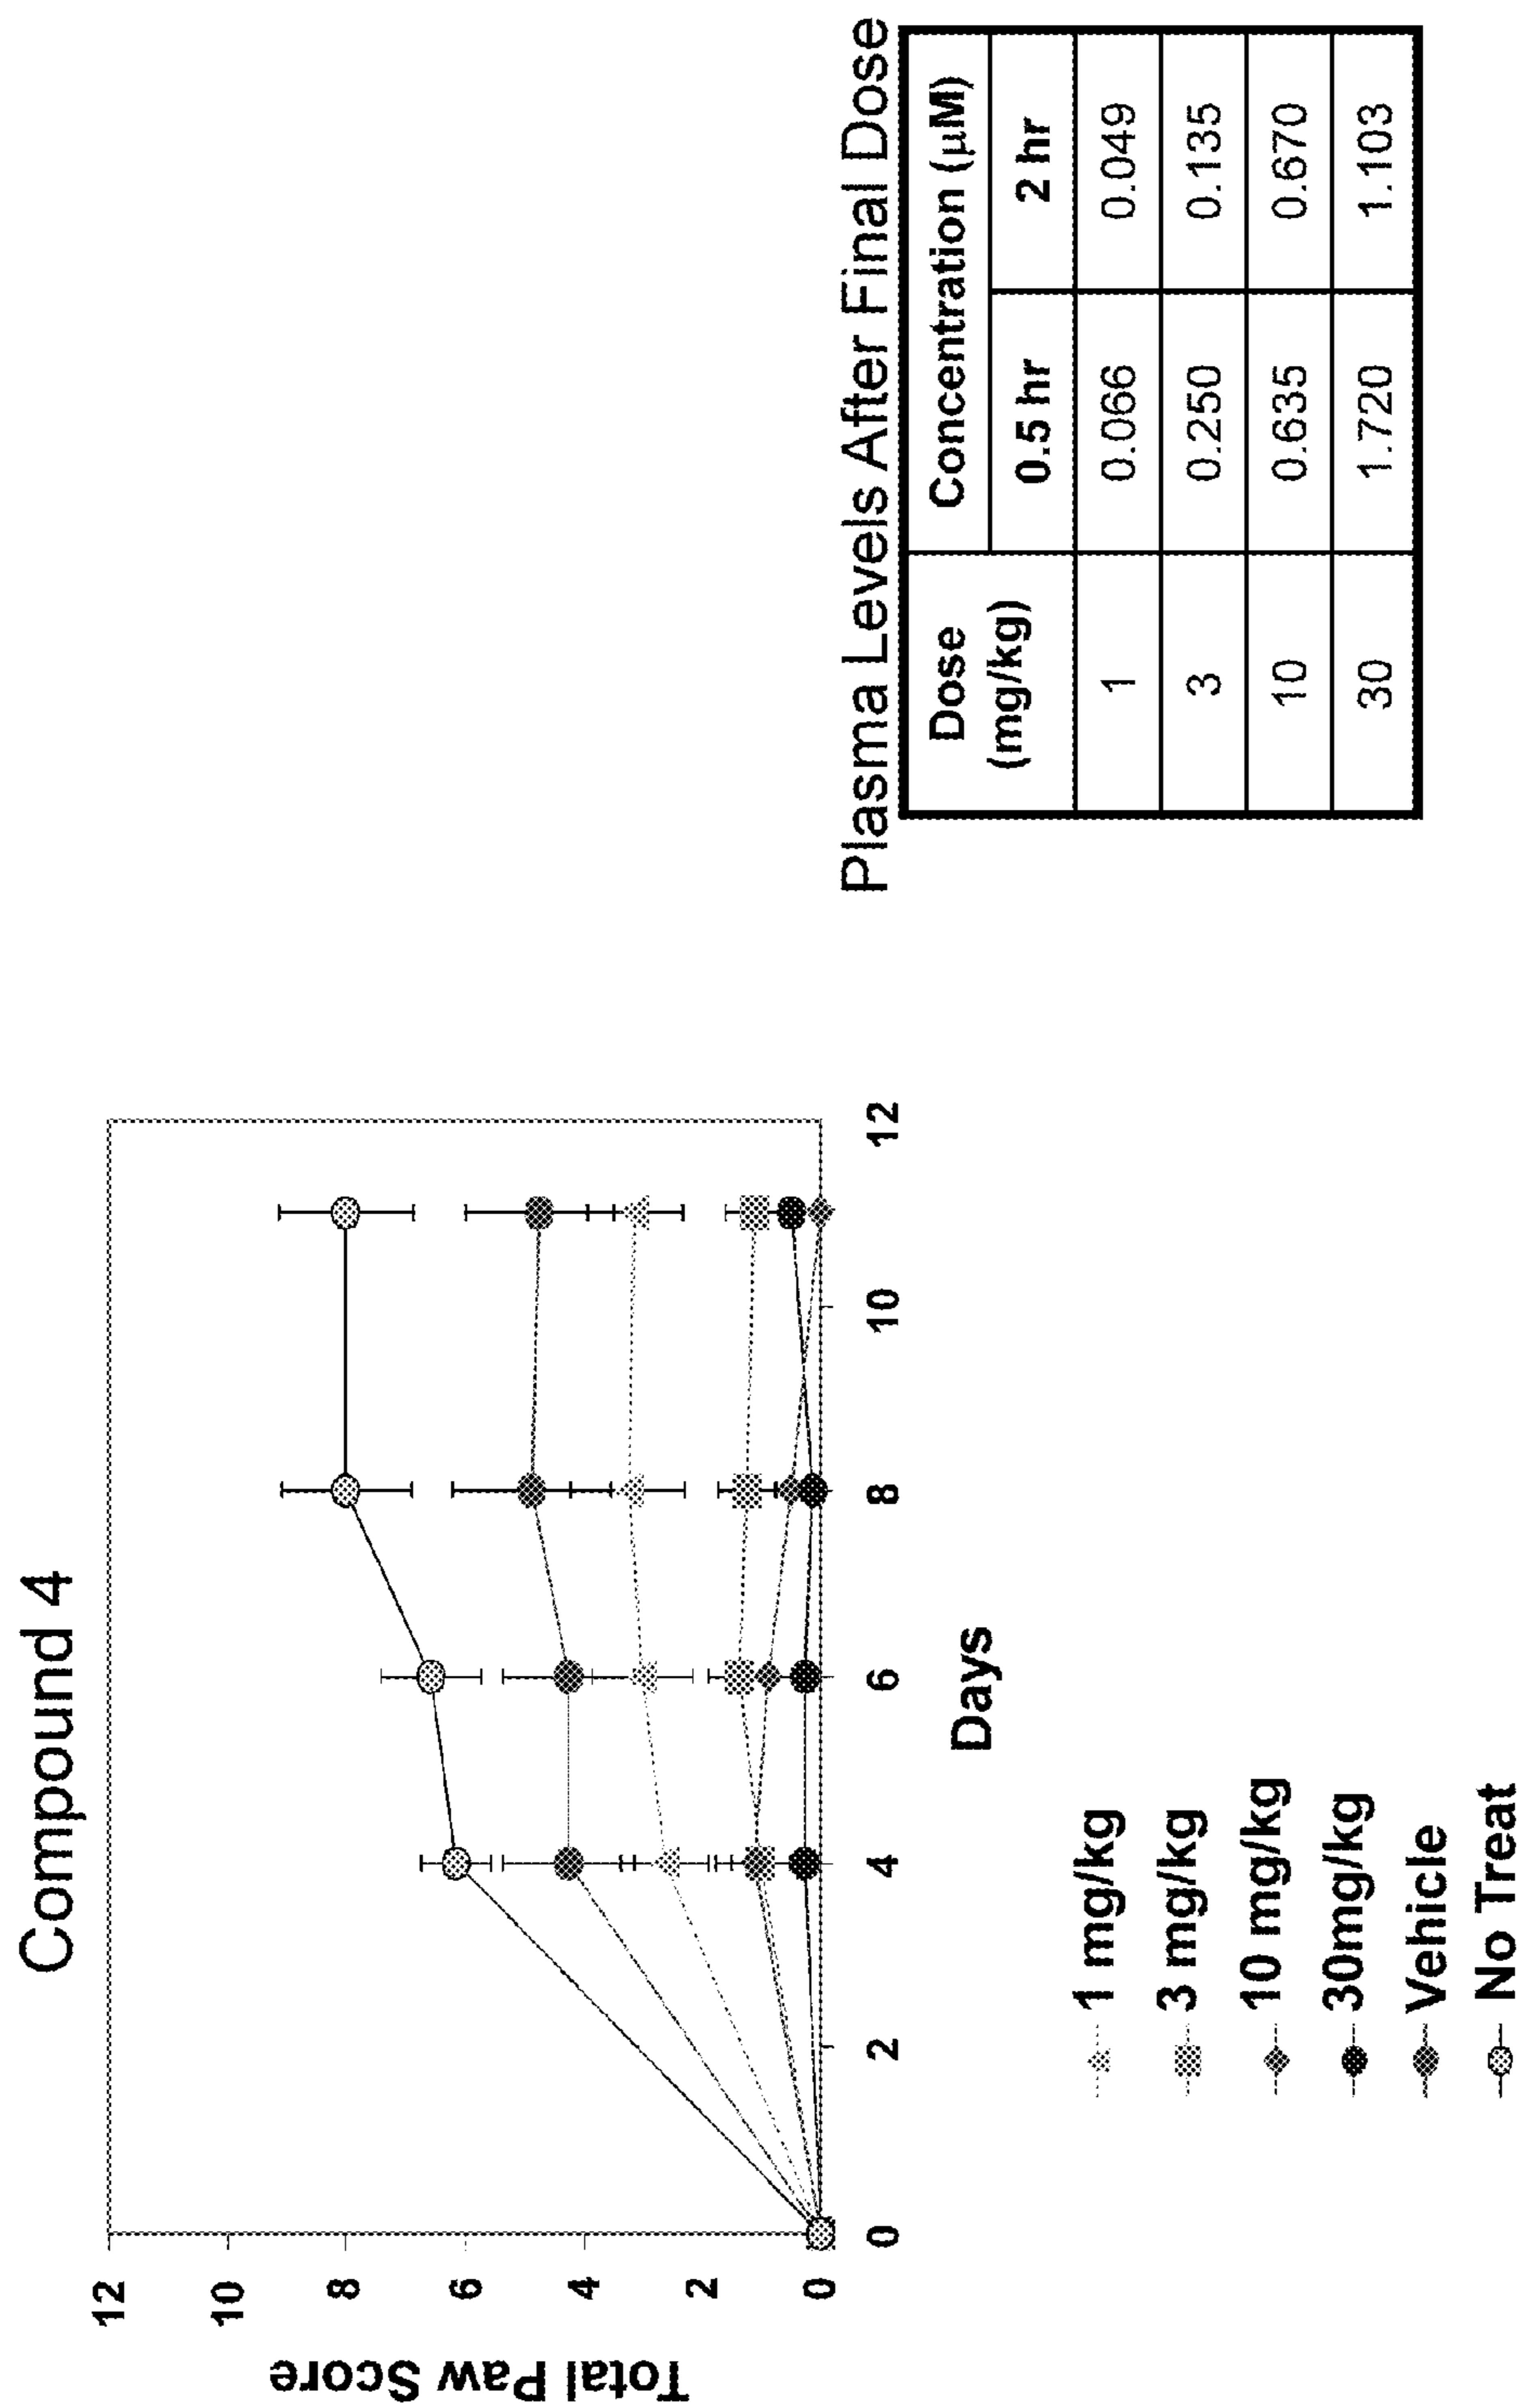 Compound 4
Total Paw Score
12
10
8
6
4
2
0
0 2 4 6 8 10 12
Days
1 mg/kg
3 mg/kg
10 mg/kg
30mg/kg
Vehicle
No Treat
Plasma Levels After Final Dose
Dose (mg/kg) Concentration (μM)
0.5 hr 2 hr
1 0.066 0.049
3 0.250 0.135
10 0.635 0.670
30 1.720 1.103